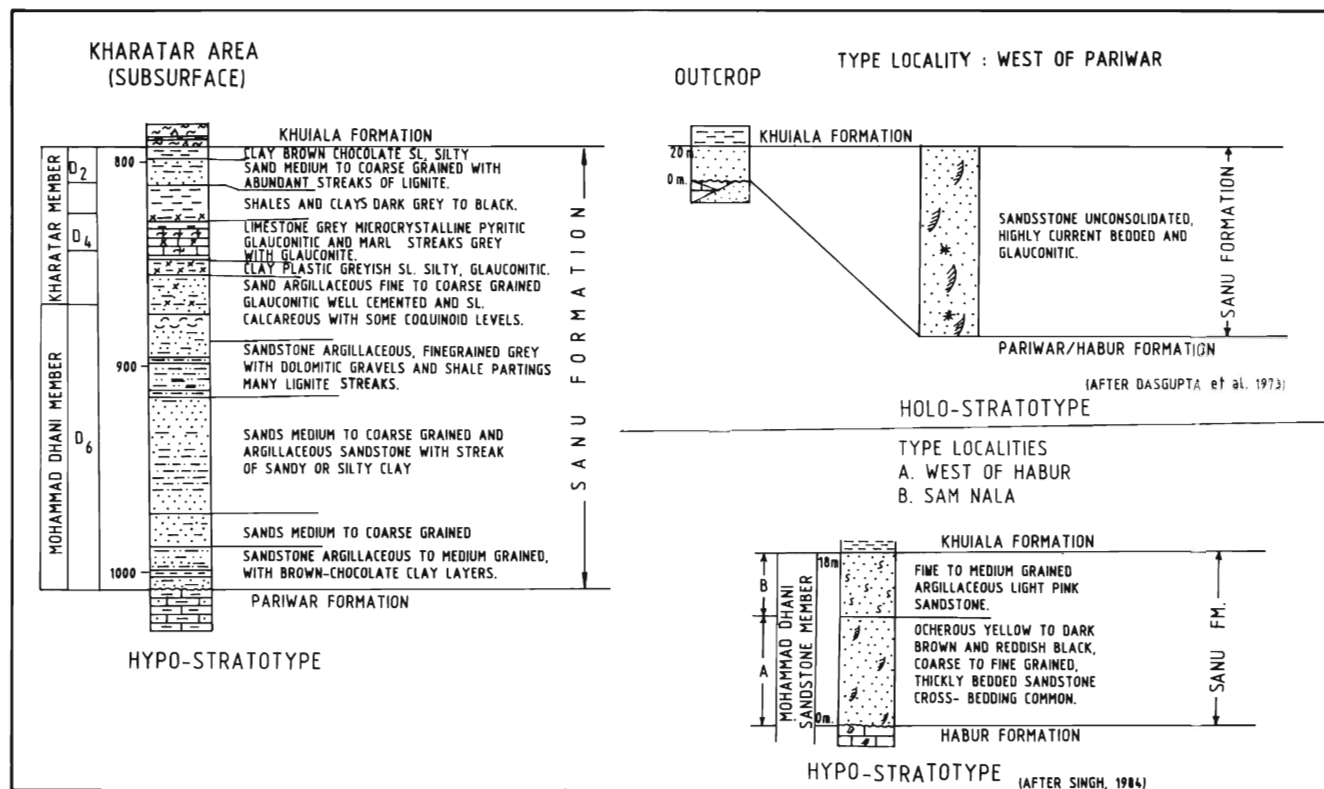 KHARATAR AREA
(SUBSURFACE)
KHUIALA FORMATION
CLAY BROWN CHOCOLATE SL, SILTY
SAND MEDIUM TO COARSE GRAINED WITH
ABUNDANT STREAKS OF LIGNITE.
SHALES AND CLAYS DARK GREY TO BLACK.
LIMESTONE GREY MICROCRYSTALLINE PYRITIC
GLAUCONITIC AND MARL STREAKS GREY
WITH GLAUCONITE.
CLAY PLASTIC GREYISH SL. SILTY, GLAUCONITIC.
SAND ARGILLACEOUS FINE TO COARSE GRAINED
GLAUCONITIC WELL CEMENTED AND SL.
CALCAREOUS WITH SOME COQUINOID LEVELS.
SANDSTONE ARGILLACEOUS, FINEGRAINED GREY
WITH DOLOMITIC GRAVELS AND SHALE PARTINGS
MANY LIGNITE STREAKS.
SANDS MEDIUM TO COARSE GRAINED AND
ARGILLACEOUS SANDSTONE WITH STREAK
OF SANDY OR SILTY CLAY
SANDS MEDIUM TO COARSE GRAINED
SANDSTONE ARGILLACEOUS TO MEDIUM GRAINED,
WITH BROWN-CHOCOLATE CLAY LAYERS.
PARIWAR FORMATION
KHARATAR MEMBER
MOHAMMAD DHANI MEMBER
D2
D4
D6
800
900
1000
SANU FORMATION
HYPO-STRATOTYPE
TYPE LOCALITY : WEST OF PARIWAR
OUTCROP
KHUIALA FORMATION
20 m.
0 m.
SANDSSTONE UNCONSOLIDATED,
HIGHLY CURRENT BEDDED AND
GLAUCONITIC.
SANU FORMATION
PARIWAR/HABUR FORMATION
(AFTER DASGUPTA et al. 1973)
HOLO-STRATOTYPE
TYPE LOCALITIES
A. WEST OF HABUR
B. SAM NALA
KHUIALA FORMATION
18m
0m.
B
A
MOHAMMAD DHANI
SANDSTONE MEMBER
FINE TO MEDIUM GRAINED
ARGILLACEOUS LIGHT PINK
SANDSTONE.
OCHEROUS YELLOW TO DARK
BROWN AND REDDISH BLACK,
COARSE TO FINE GRAINED,
THICKLY BEDDED SANDSTONE
CROSS- BEDDING COMMON.
SANU FM.
HABUR FORMATION
HYPO-STRATOTYPE (AFTER SINGH, 1984)